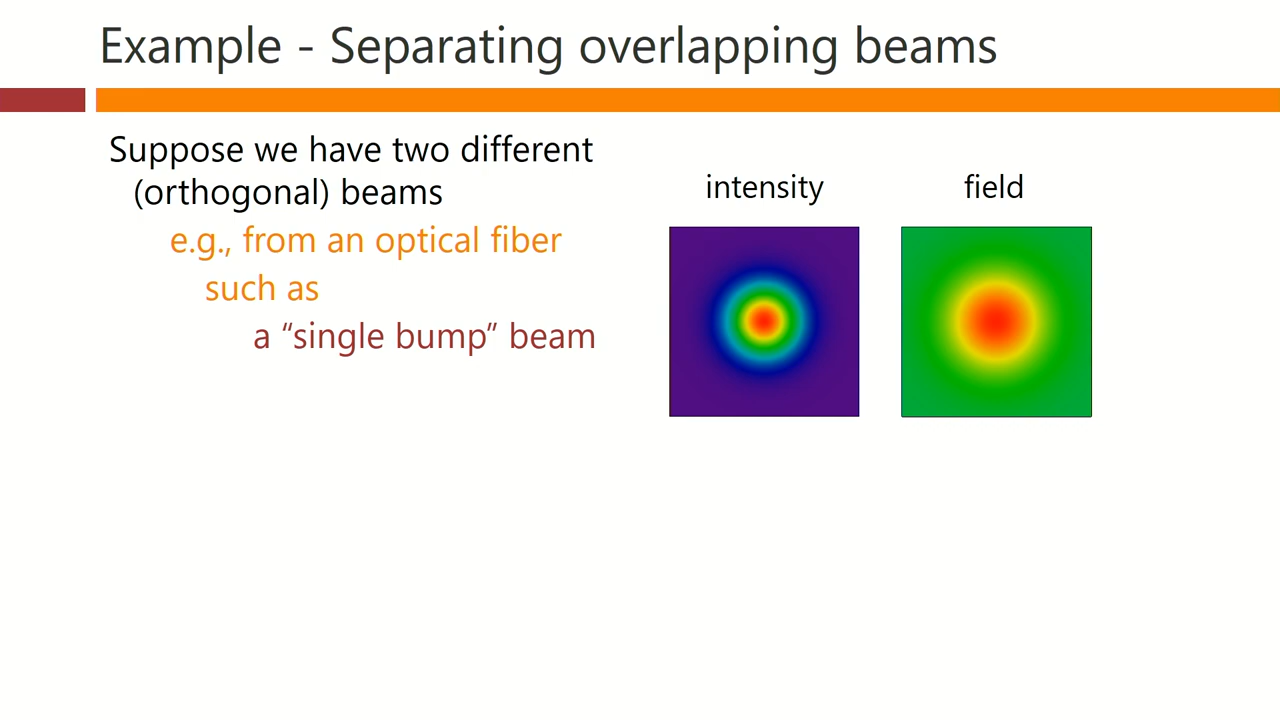 Example - Separating overlapping beams
Suppose we have two different
(orthogonal) beams
e.g., from an optical fiber
such as
a “single bump” beam
intensity
field